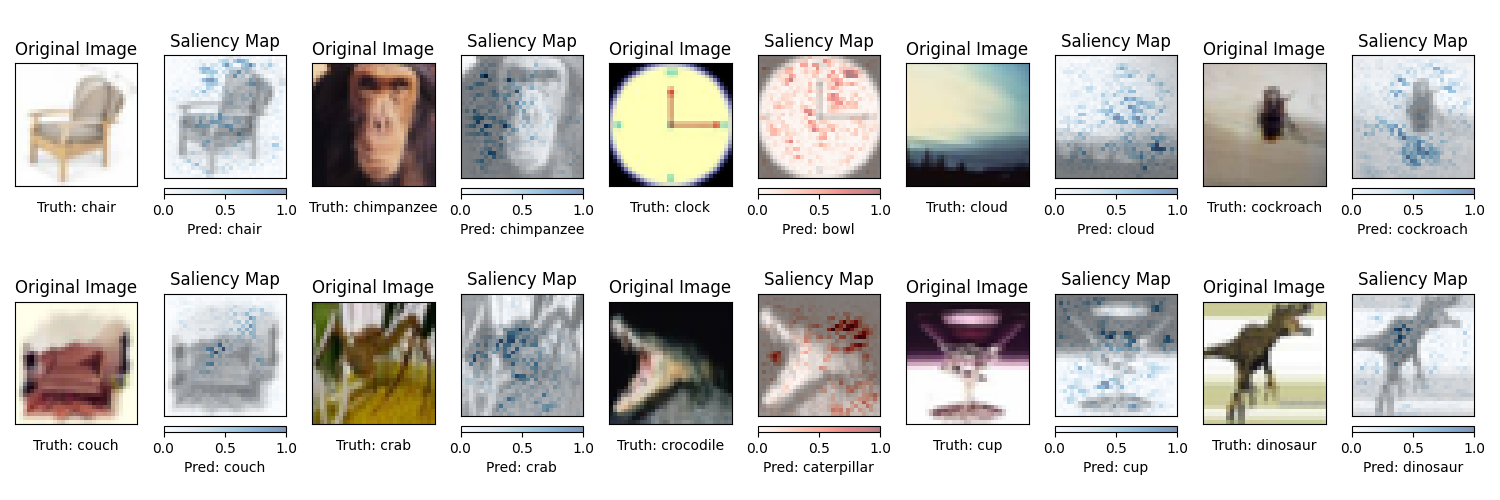 Original Image Saliency Map Original Image Saliency Map Original Image Saliency Map Original Image Saliency Map Original Image Saliency Map
Truth: chair 0.0 0.5 1.0 Truth: chimpanzee 0.0 0.5 1.0 Truth: clock 0.0 0.5 1.0 Truth: cloud 0.0 0.5 1.0 Truth: cockroach 0.0 0.5 1.0
Pred: chair Pred: chimpanzee Pred: bowl Pred: cloud Pred: cockroach
Original Image Saliency Map Original Image Saliency Map Original Image Saliency Map Original Image Saliency Map Original Image Saliency Map
Truth: couch 0.0 0.5 1.0 Truth: crab 0.0 0.5 1.0 Truth: crocodile 0.0 0.5 1.0 Truth: cup 0.0 0.5 1.0 Truth: dinosaur 0.0 0.5 1.0
Pred: couch Pred: crab Pred: caterpillar Pred: cup Pred: dinosaur